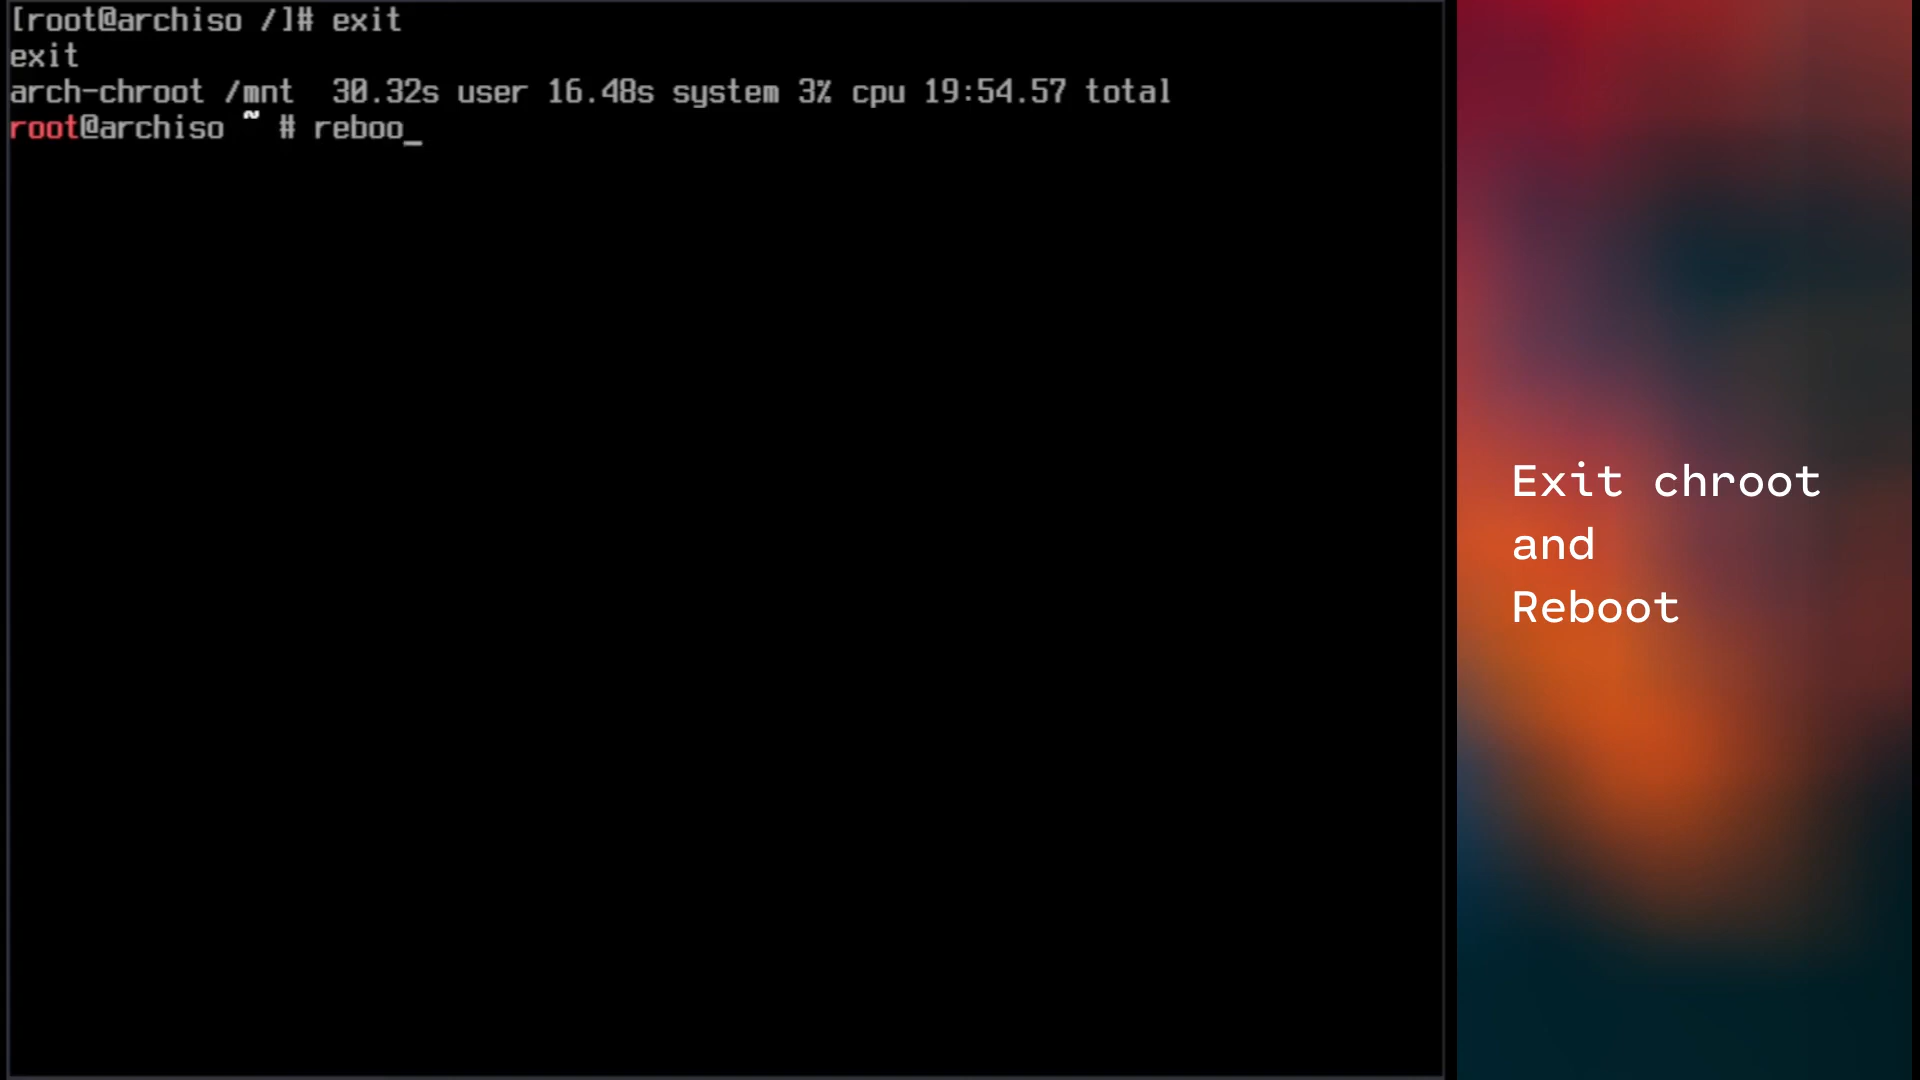 [root@archiso /]# exit
exit
arch-chroot /mnt  30.32s user 16.48s system 3% cpu 19:54.57 total
root@archiso ~ # reboo_
Exit chroot
and
Reboot